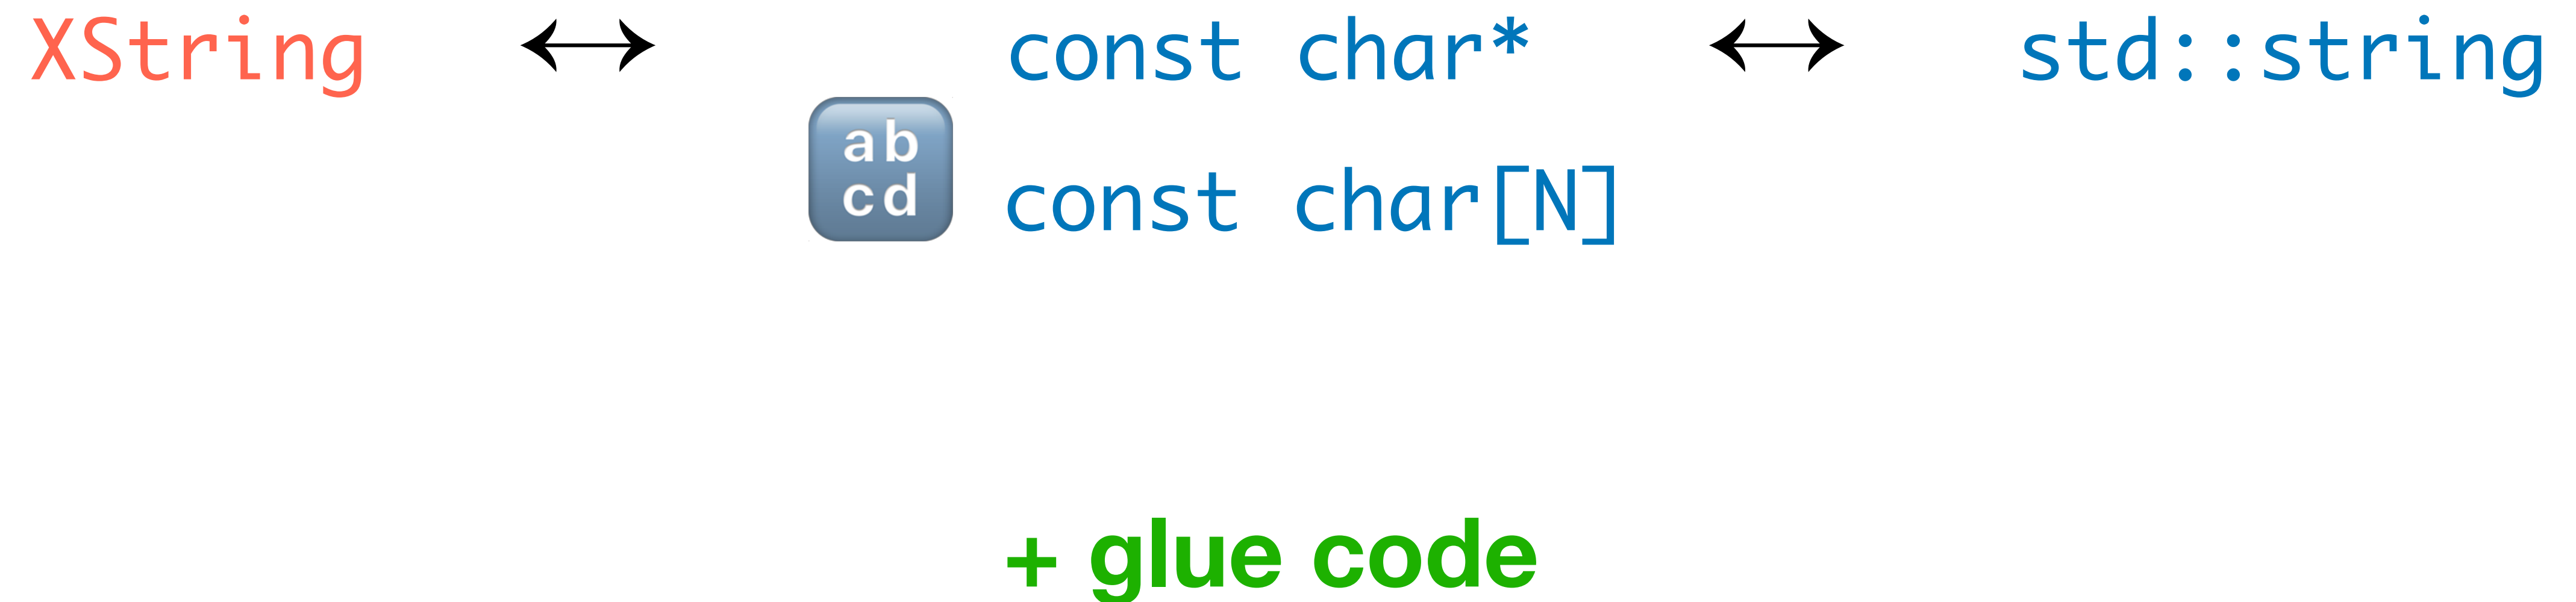 XString ↔ const char* ↔ std::string
ab
cd
const char[N]
+ glue code